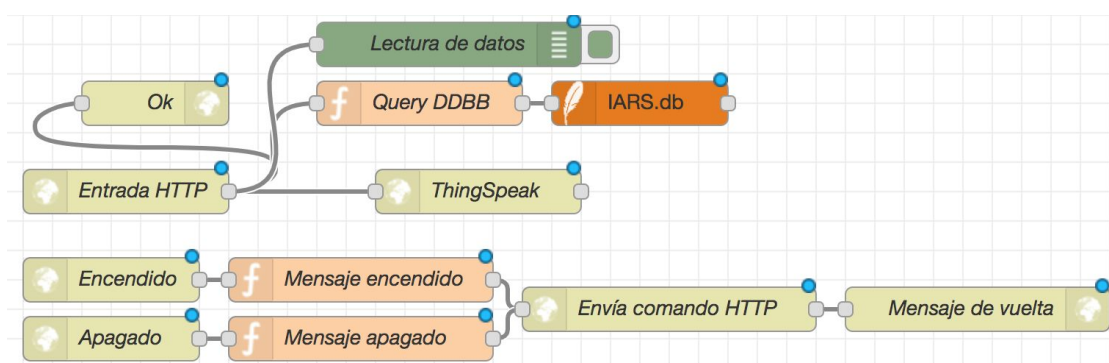 Lectura de datos
Ok
Query DDBB
IARS.db
Entrada HTTP
ThingSpeak
Encendido
Mensaje encendido
Envía comando HTTP
Mensaje de vuelta
Apagado
Mensaje apagado